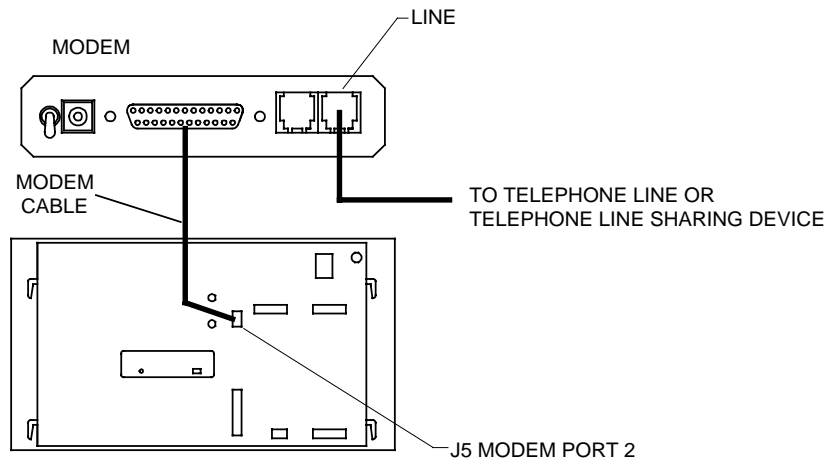 LINE
MODEM
MODEM
CABLE
TO TELEPHONE LINE OR
TELEPHONE LINE SHARING DEVICE
J5 MODEM PORT 2